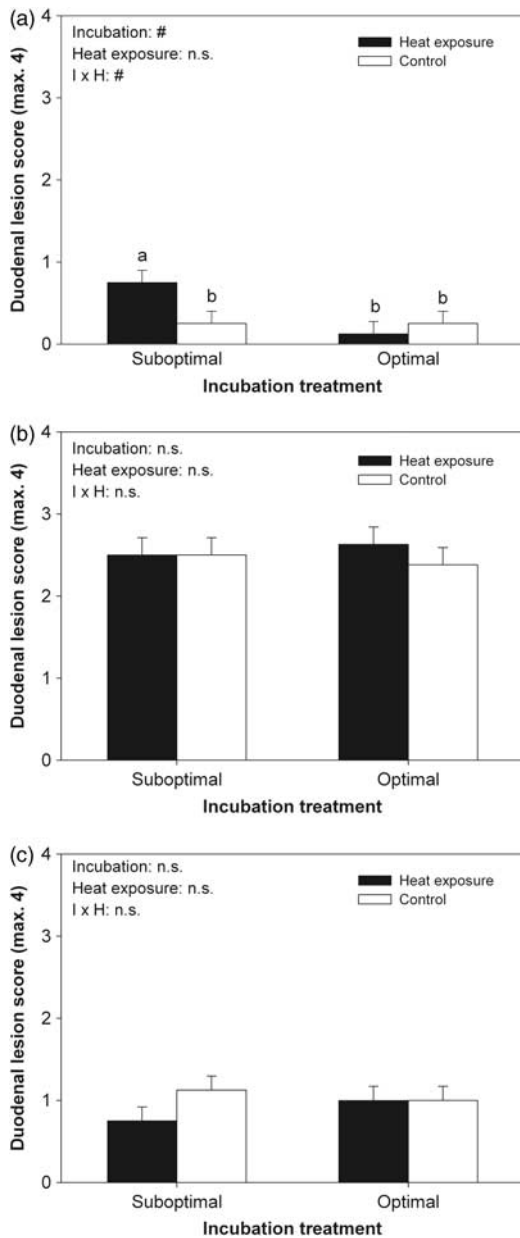 (a)
4
Incubation: #
Heat exposure: n.s.
I x H: #
Heat exposure
Control
3
2
1
0
a
b
b
b
Duodenal lesion score (max. 4)
Suboptimal
Optimal
Incubation treatment
(b)
4
Incubation: n.s.
Heat exposure: n.s.
I x H: n.s.
Heat exposure
Control
3
2
1
0
Duodenal lesion score (max. 4)
Suboptimal
Optimal
Incubation treatment
(c)
4
Incubation: n.s.
Heat exposure: n.s.
I x H: n.s.
Heat exposure
Control
3
2
1
0
Duodenal lesion score (max. 4)
Suboptimal
Optimal
Incubation treatment